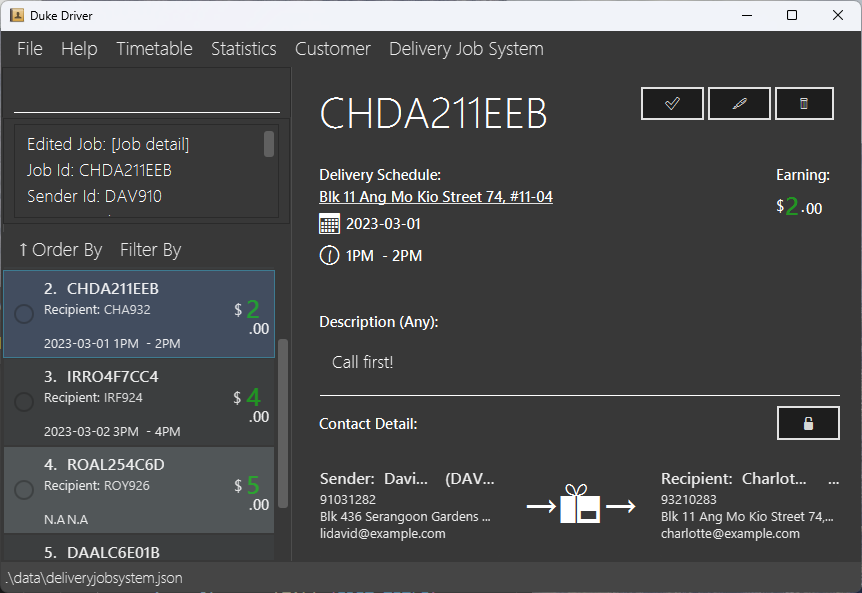 Duke Driver
File Help Timetable Statistics Customer Delivery Job System
Edited Job: [Job detail]
Job Id: CHDA211EEB
Sender Id: DAV910
↑ Order By Filter By
2. CHDA211EEB
Recipient: CHA932
$ 2.00
2023-03-01 1PM - 2PM
3. IRRO4F7CC4
Recipient: IRF924
$ 4.00
2023-03-02 3PM - 4PM
4. ROAL254C6D
Recipient: ROY926
$ 5.00
N.A N.A
5. DAALC6E01B
CHDA211EEB
Delivery Schedule:
Blk 11 Ang Mo Kio Street 74, #11-04
2023-03-01
1PM - 2PM
Earning:
$2.00
Description (Any):
Call first!
Contact Detail:
Sender: Davi... (DAV...
91031282
Blk 436 Serangoon Gardens ...
lidavid@example.com
Recipient: Charlot... ...
93210283
Blk 11 Ang Mo Kio Street 74,...
charlotte@example.com
.\data\deliveryjobsystem.json